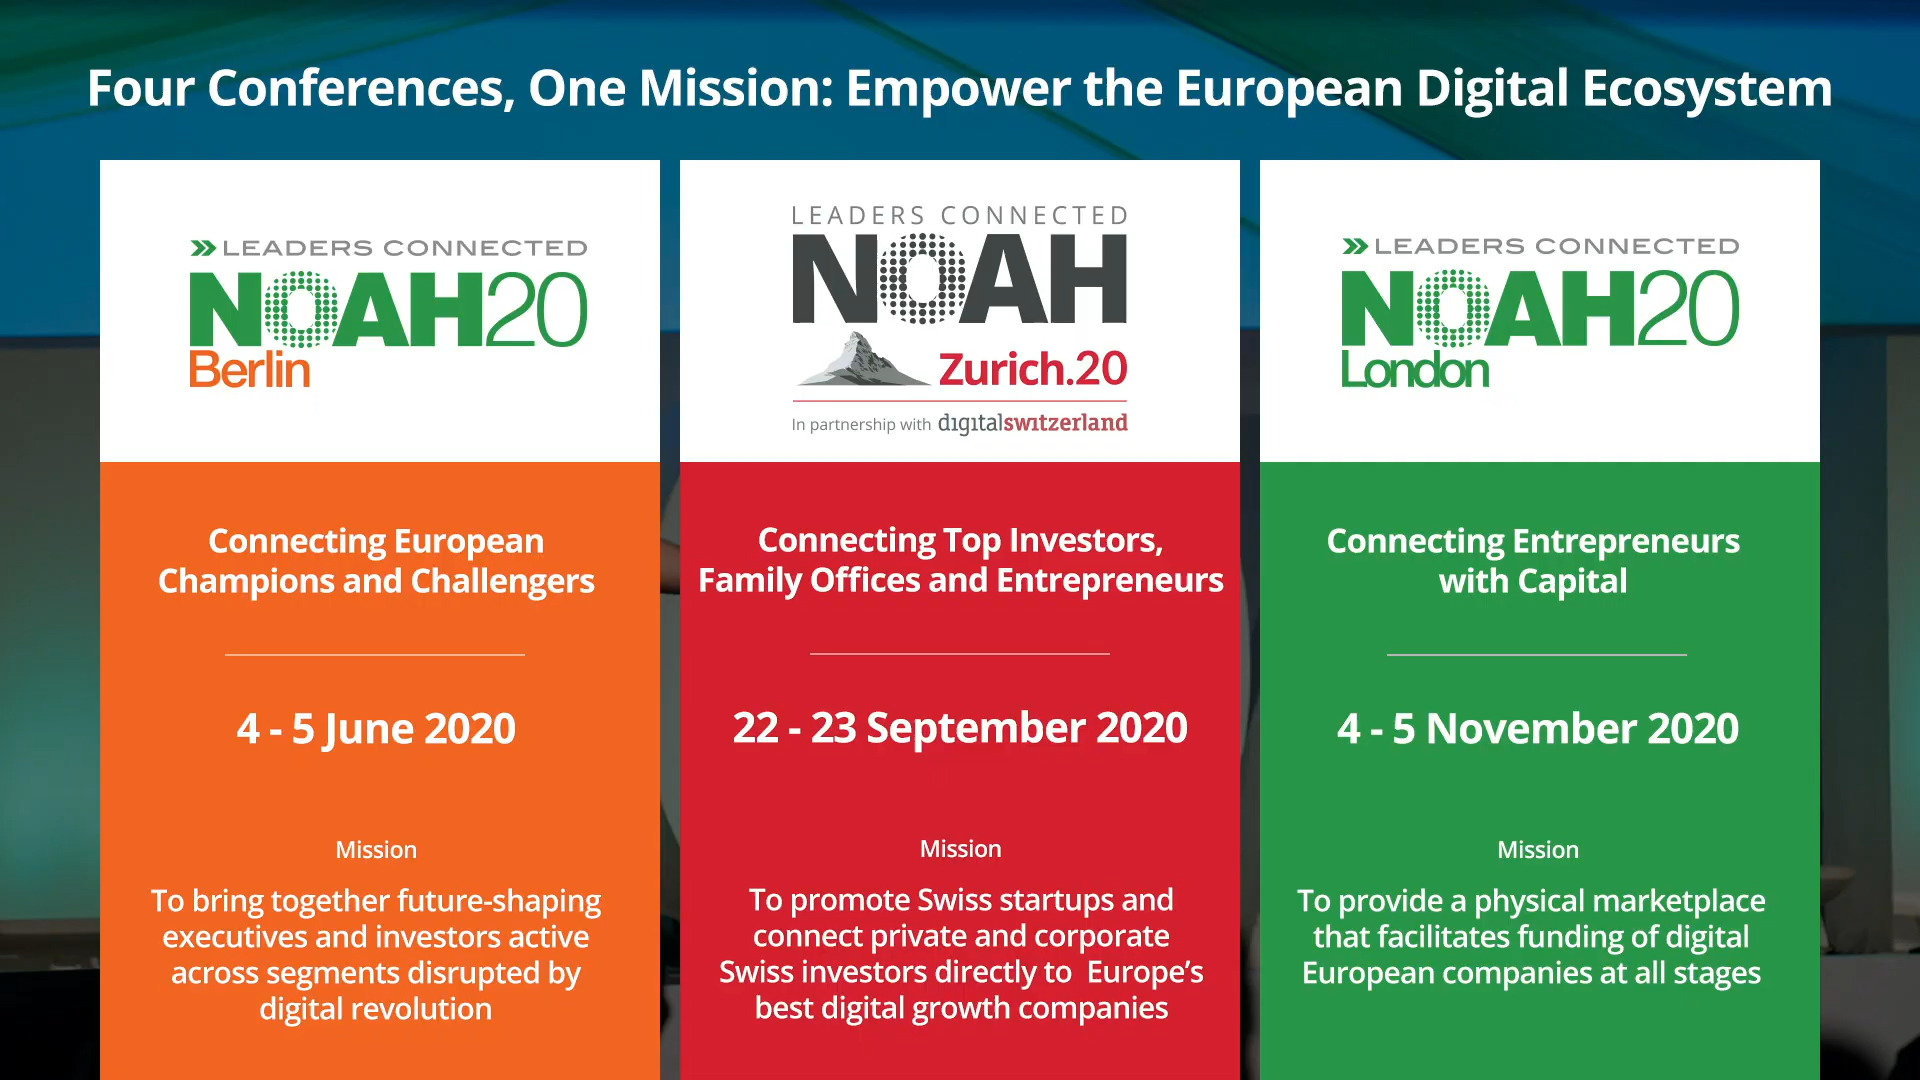 Four Conferences, One Mission: Empower the European Digital Ecosystem
LEADERS CONNECTED
NOAH20
Berlin
Connecting European
Champions and Challengers
4 - 5 June 2020
Mission
To bring together future-shaping
executives and investors active
across segments disrupted by
digital revolution
LEADERS CONNECTED
NOAH
Zurich.20
In partnership with digitalswitzerland
Connecting Top Investors,
Family Offices and Entrepreneurs
22 - 23 September 2020
Mission
To promote Swiss startups and
connect private and corporate
Swiss investors directly to  Europe’s
best digital growth companies
LEADERS CONNECTED
NOAH20
London
Connecting Entrepreneurs
with Capital
4 - 5 November 2020
Mission
To provide a physical marketplace
that facilitates funding of digital
European companies at all stages